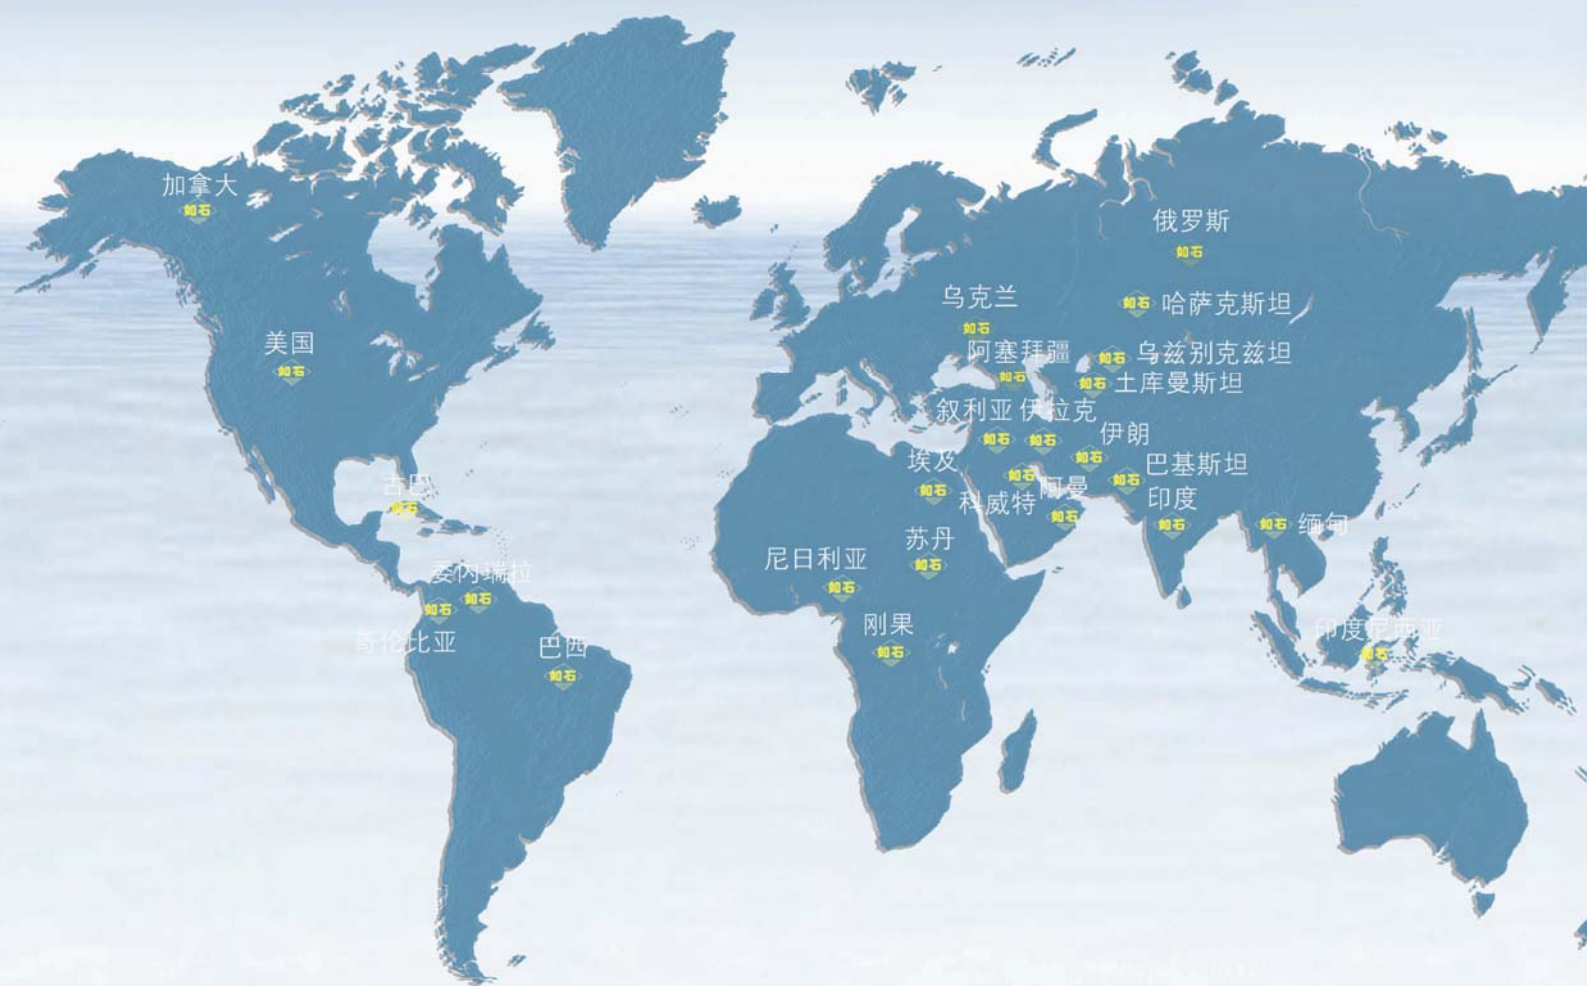 加拿大
如石
俄罗斯
如石
乌克兰
如石
如石 哈萨克斯坦
美国
如石
阿塞拜疆
如石
如石 乌兹别克兹坦
如石 土库曼斯坦
叙利亚 伊拉克
如石 如石
伊朗
如石
埃及
如石
科威特
如石
巴基斯坦
如石
阿曼
如石
印度
如石
古巴
如石
如石 缅甸
苏丹
如石
尼日利亚
如石
委内瑞拉
如石
如石
哥伦比亚
刚果
如石
巴西
如石
印度尼西亚
如石